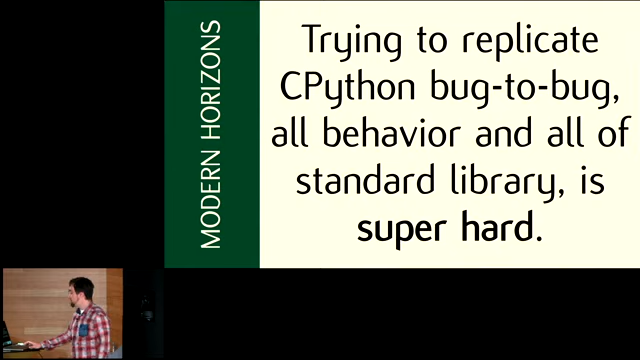 MODERN HORIZONS
Trying to replicate
CPython bug-to-bug,
all behavior and all of
standard library, is
super hard.